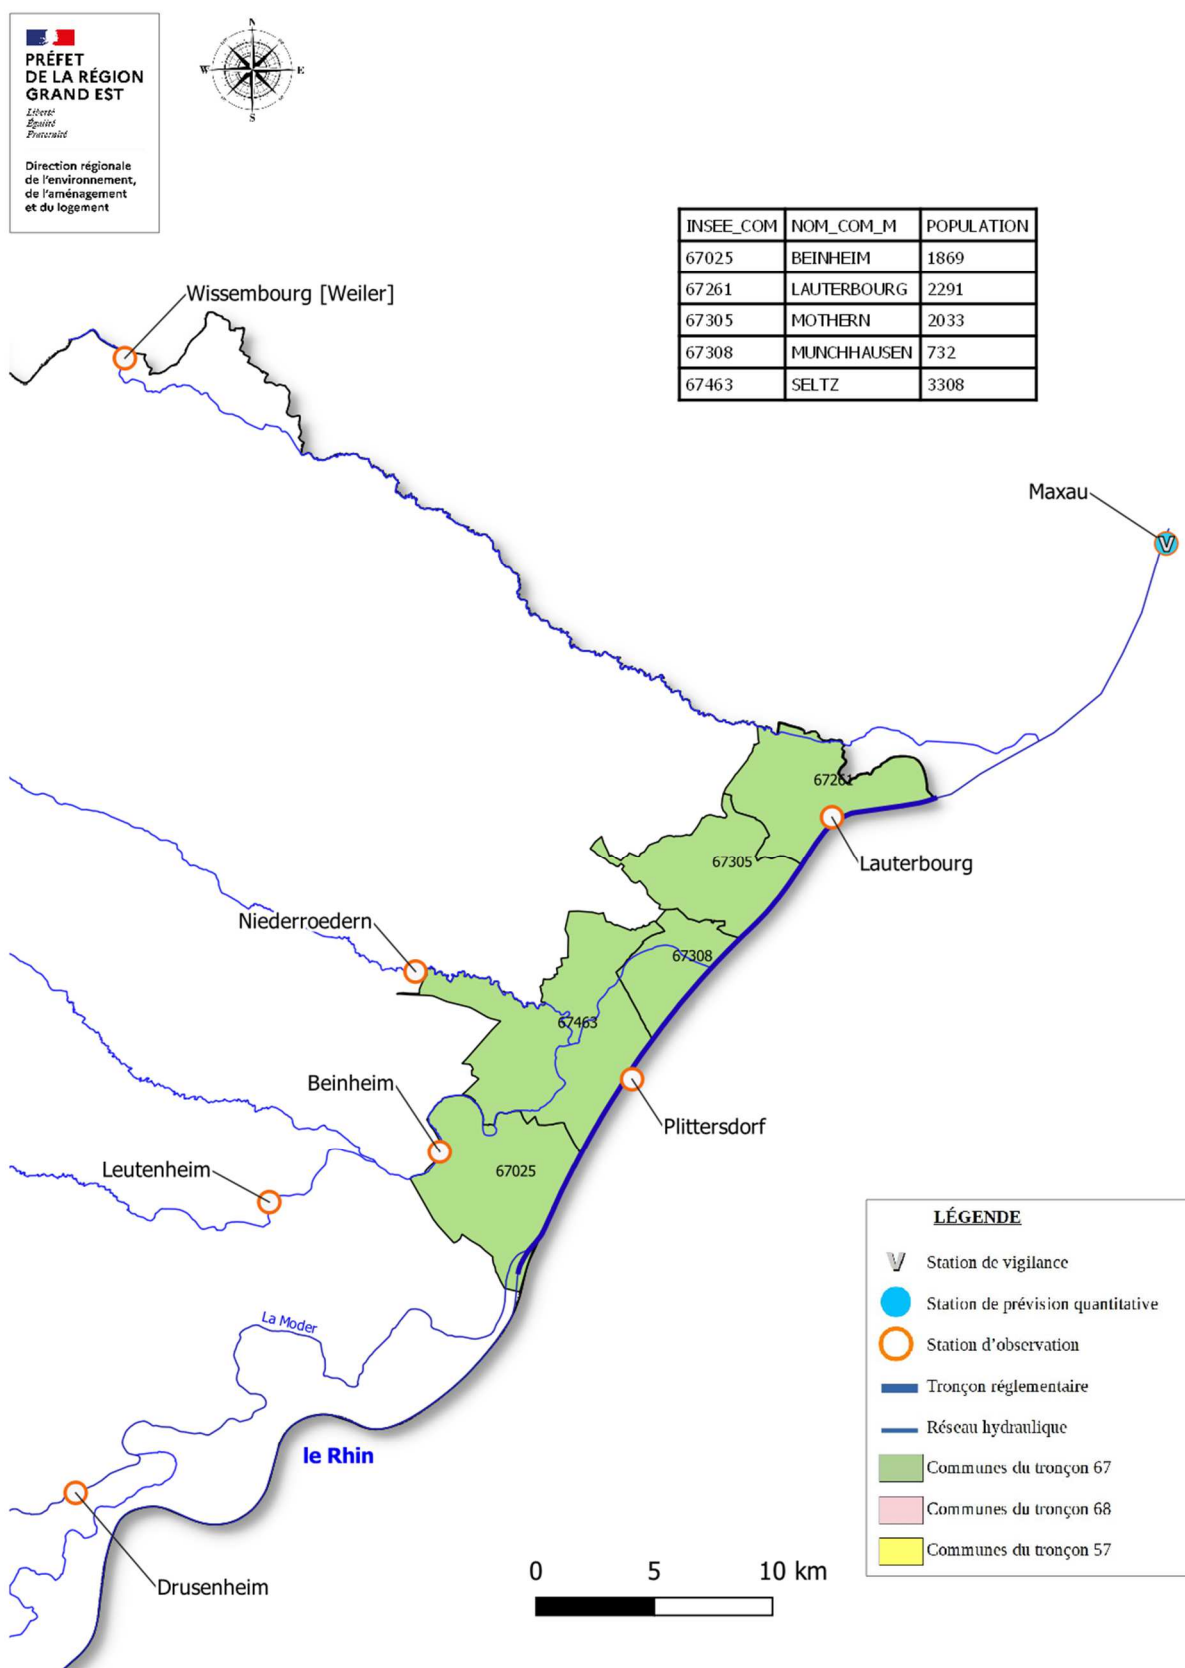 PRÉFET
DE LA RÉGION
GRAND EST
Liberté
Égalité
Fraternité
Direction régionale
de l'environnement,
de l'aménagement
et du logement
N
W E
S
INSEE_COM NOM_COM_M POPULATION
67025 BEINHEIM 1869
67261 LAUTERBOURG 2291
67305 MOTHERN 2033
67308 MUNCHHAUSEN 732
67463 SELTZ 3308
Wissembourg [Weiler]
Maxau
V
67261
67305
Lauterbourg
Niederroedern
67308
67463
Beinheim
Plittersdorf
Leutenheim
67025
La Moder
le Rhin
Drusenheim
LÉGENDE
V Station de vigilance
Station de prévision quantitative
Station d'observation
Tronçon réglementaire
Réseau hydraulique
Communes du tronçon 67
Communes du tronçon 68
Communes du tronçon 57
0 5 10 km